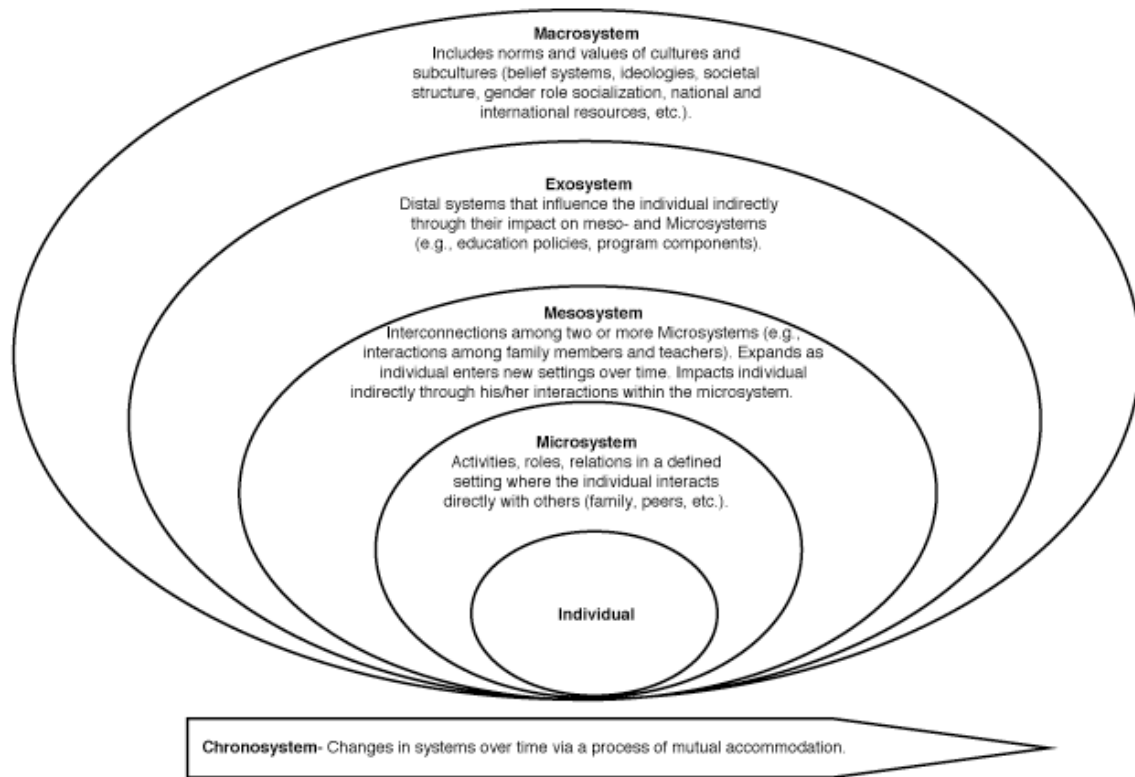 Macrosystem
Includes norms and values of cultures and
subcultures (belief systems, ideologies, societal
structure, gender role socialization, national and
international resources, etc.).
Exosystem
Distal systems that influence the individual indirectly
through their impact on meso- and Microsystems
(e.g., education policies, program components).
Mesosystem
Interconnections among two or more Microsystems (e.g.,
interactions among family members and teachers). Expands as
individual enters new settings over time. Impacts individual
indirectly through his/her interactions within the microsystem.
Microsystem
Activities, roles, relations in a defined
setting where the individual interacts
directly with others (family, peers, etc.).
Individual
Chronosystem- Changes in systems over time via a process of mutual accommodation.